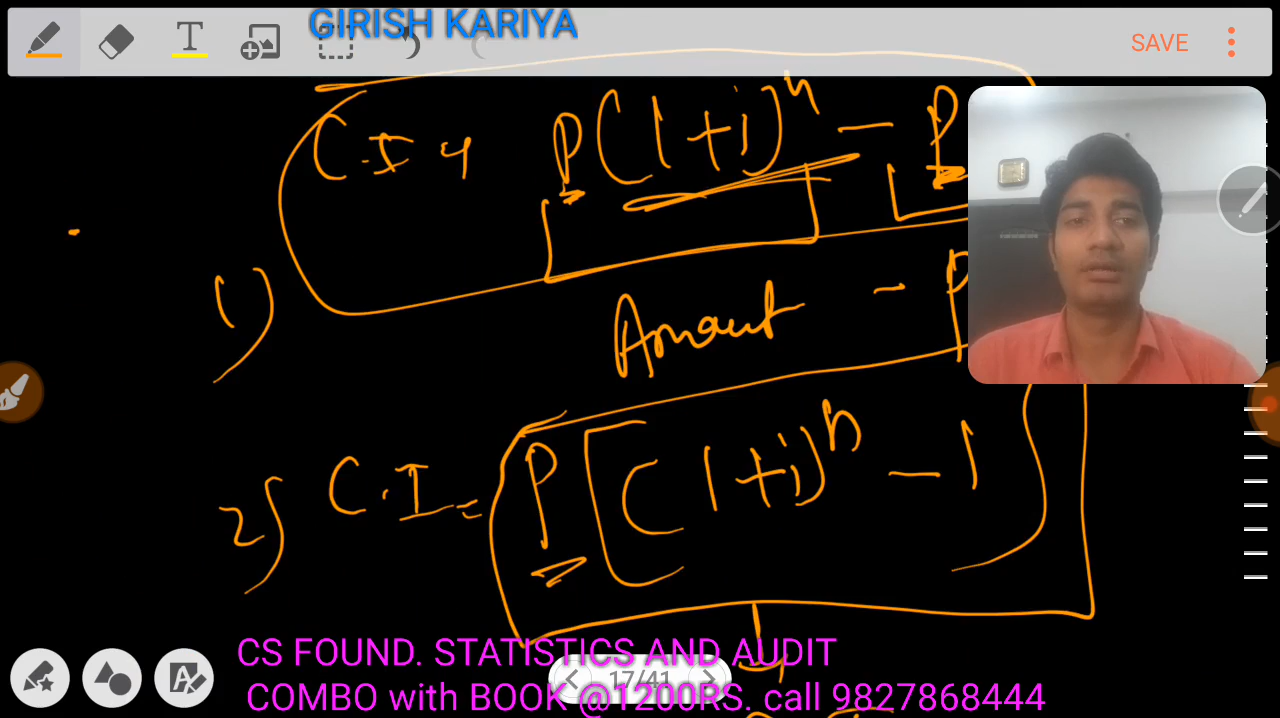 GIRISH KARIYA
T
SAVE
C.I = P(1+i)^n - P
1)
Amount - P
2) C.I = P[(1+i)^n - 1]
CS FOUND. STATISTICS AND AUDIT
17/41
COMBO with BOOK @1200RS. call 9827868444